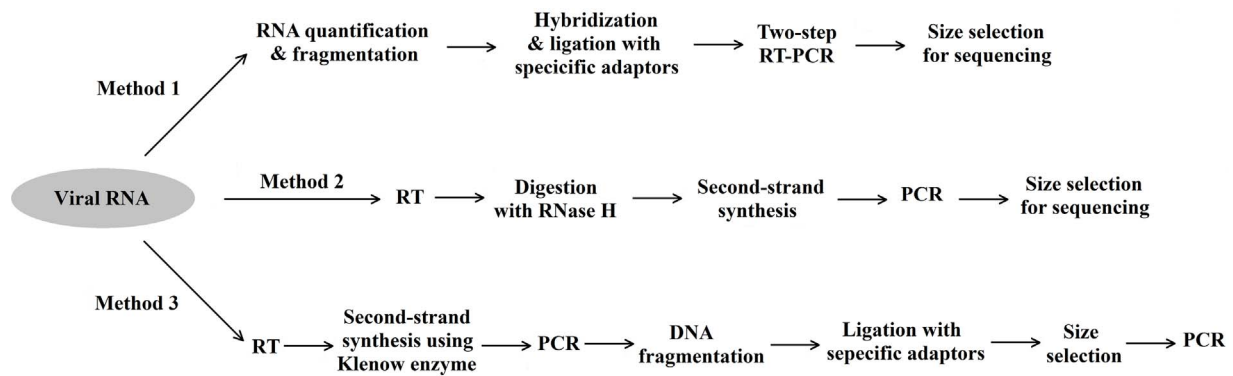 Method 1
RNA quantification
& fragmentation
Hybridization
& ligation with
specicific adaptors
Two-step
RT-PCR
Size selection
for sequencing
Viral RNA
Method 2
RT
Digestion
with RNase H
Second-strand
synthesis
PCR
Size selection
for sequencing
Method 3
RT
Second-strand
synthesis using
Klenow enzyme
PCR
DNA
fragmentation
Ligation with
sepecific adaptors
Size
selection
PCR